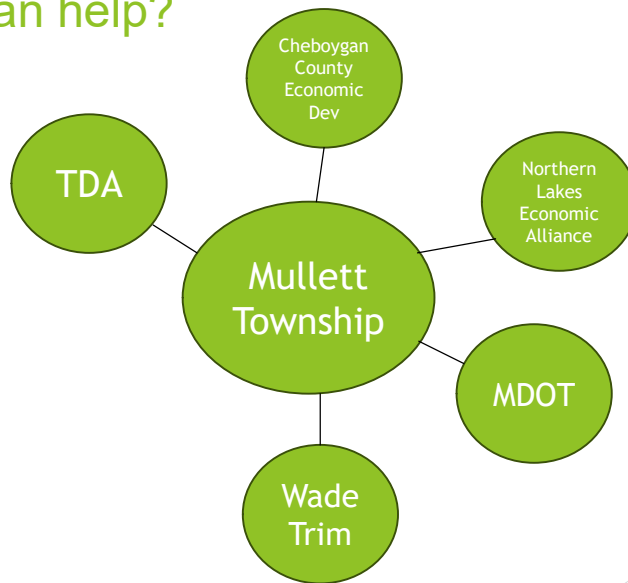 an help?
Cheboygan
County
Economic
Dev
TDA
Northern
Lakes
Economic
Alliance
Mullett
Township
MDOT
Wade
Trim